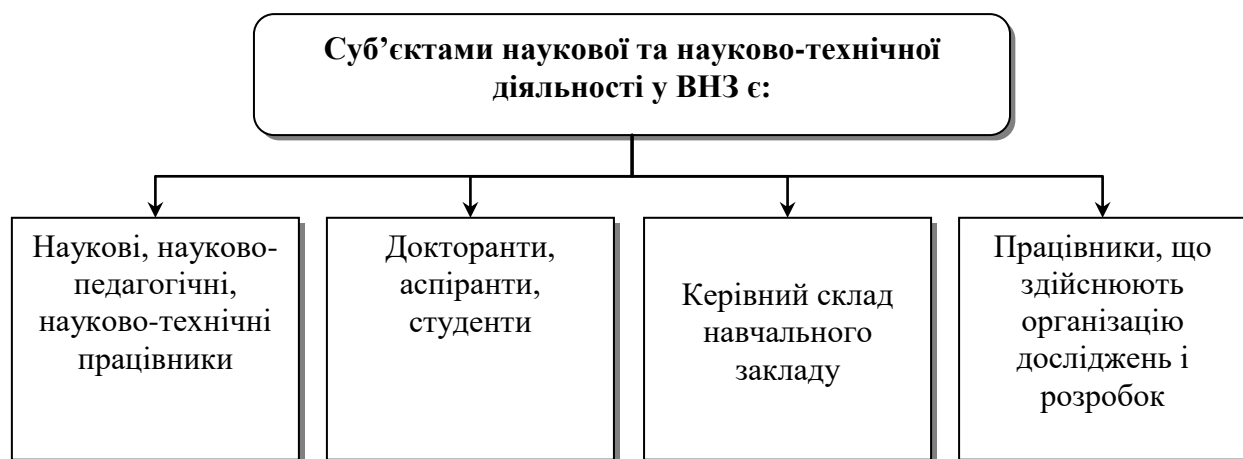 Суб’єктами наукової та науково-технічної
діяльності у ВНЗ є:
Наукові, науково-
педагогічні,
науково-технічні
працівники
Докторанти,
аспіранти,
студенти
Керівний склад
навчального
закладу
Працівники, що
здійснюють
організацію
досліджень і
розробок